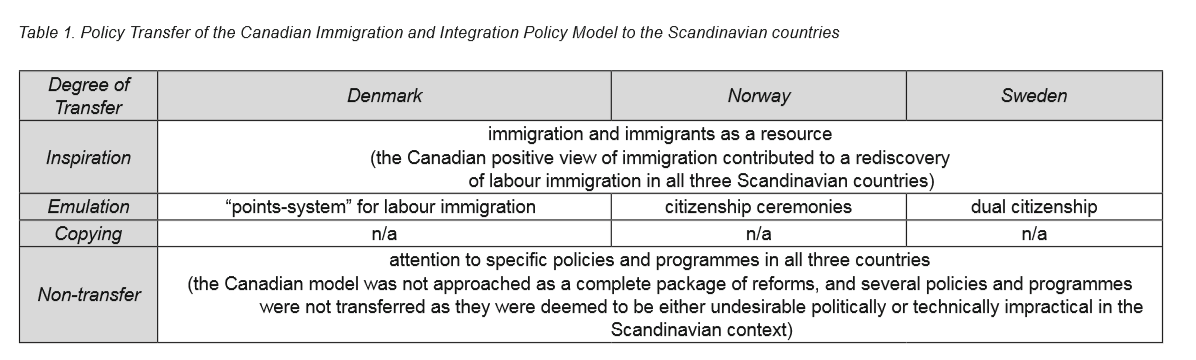 Table 1. Policy Transfer of the Canadian Immigration and Integration Policy Model to the Scandinavian countries
Degree of
Transfer
Denmark
Norway
Sweden
Inspiration
immigration and immigrants as a resource
(the Canadian positive view of immigration contributed to a rediscovery
of labour immigration in all three Scandinavian countries)
Emulation
“points-system” for labour immigration
citizenship ceremonies
dual citizenship
Copying
n/a
n/a
n/a
Non-transfer
attention to specific policies and programmes in all three countries
(the Canadian model was not approached as a complete package of reforms, and several policies and programmes
were not transferred as they were deemed to be either undesirable politically or technically impractical in the
Scandinavian context)